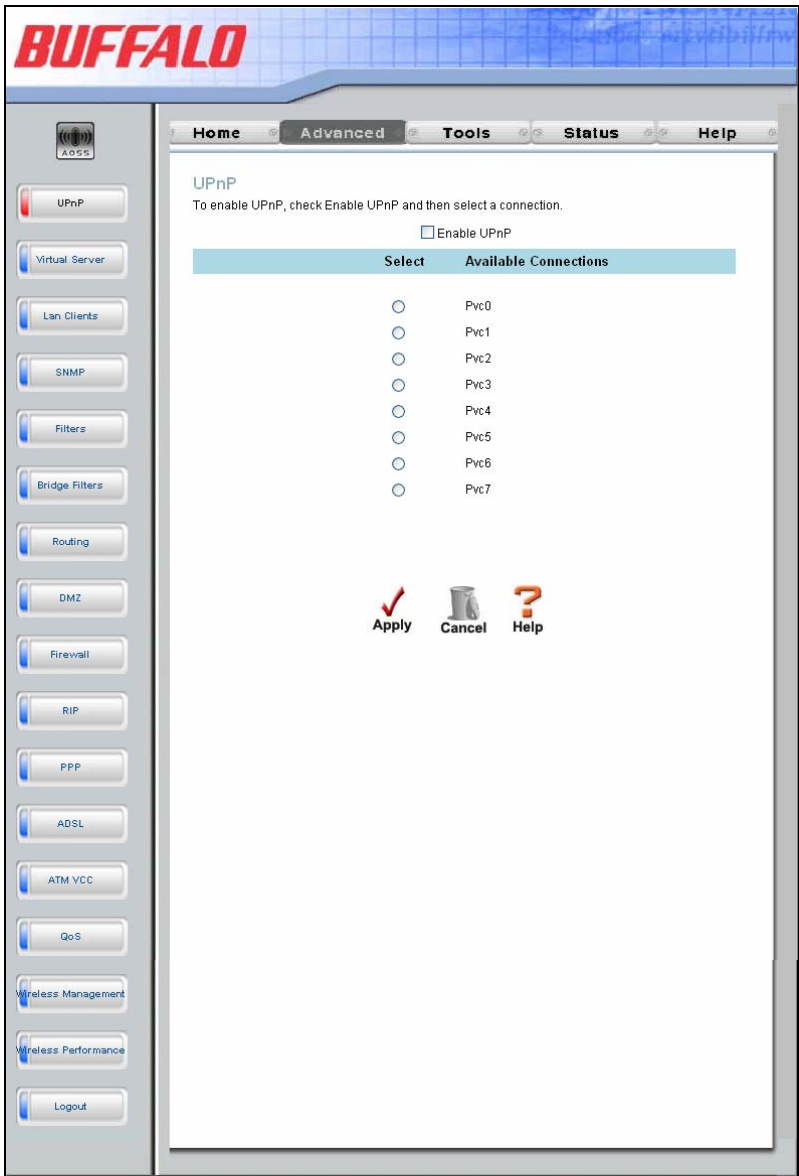 BUFFALO
AOSS
Home Advanced Tools Status Help
UPnP
Virtual Server
Lan Clients
SNMP
Filters
Bridge Filters
Routing
DMZ
Firewall
RIP
PPP
ADSL
ATM VCC
QoS
Wireless Management
Wireless Performance
Logout
UPnP
To enable UPnP, check Enable UPnP and then select a connection.
Enable UPnP
Select Available Connections
Pvc0
Pvc1
Pvc2
Pvc3
Pvc4
Pvc5
Pvc6
Pvc7
Apply Cancel Help